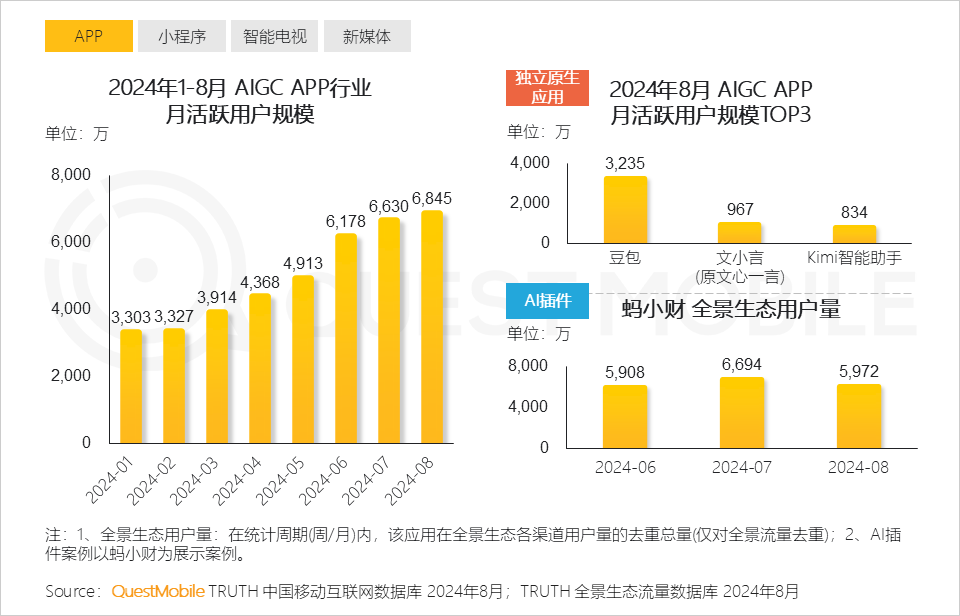 APP
小程序
智能电视
新媒体
2024年1-8月 AIGC APP行业
月活跃用户规模
单位：万
8,000
6,000
4,000
2,000
0
3,303
3,327
3,914
4,368
4,913
6,178
6,630
6,845
2024-01
2024-02
2024-03
2024-04
2024-05
2024-06
2024-07
2024-08
独立原生
应用
2024年8月 AIGC APP
月活跃用户规模TOP3
单位：万
4,000
2,000
0
3,235
967
834
豆包
文小言
(原文心一言)
Kimi智能助手
AI插件
蚂小财 全景生态用户量
单位：万
8,000
4,000
0
5,908
6,694
5,972
2024-06
2024-07
2024-08
QUEST MOBILE
注：1、全景生态用户量：在统计周期(周/月)内，该应用在全景生态各渠道用户量的去重总量(仅对全景流量去重)；2、AI插
件案例以蚂小财为展示案例。
Source：QuestMobile TRUTH 中国移动互联网数据库 2024年8月；TRUTH 全景生态流量数据库 2024年8月